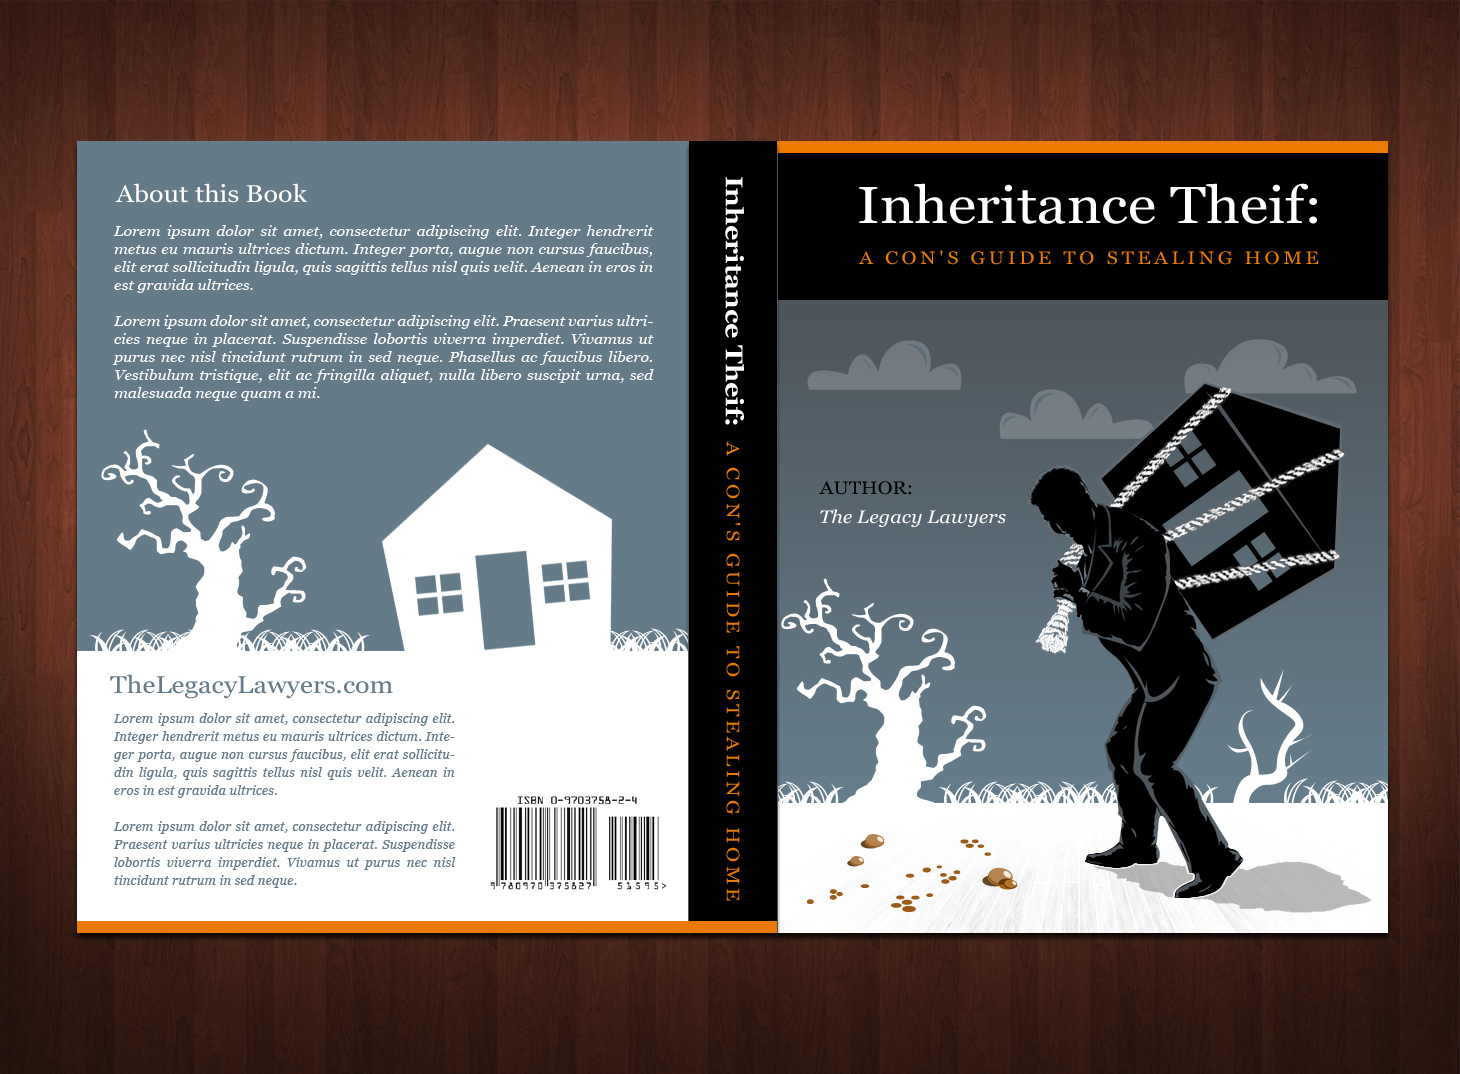 About this Book
Lorem ipsum dolor sit amet, consectetur adipiscing elit. Integer hendrerit
metus eu mauris ultrices dictum. Integer porta, augue non cursus faucibus,
elit erat sollicitudin ligula, quis sagittis tellus nisl quis velit. Aenean in eros in
est gravida ultrices.
Lorem ipsum dolor sit amet, consectetur adipiscing elit. Praesent varius ultri-
cies neque in placerat. Suspendisse lobortis viverra imperdiet. Vivamus ut
purus nec nisl tincidunt rutrum in sed neque. Phasellus ac faucibus libero.
Vestibulum tristique, elit ac fringilla aliquet, nulla libero suscipit urna, sed
malesuada neque quam a mi.
TheLegacyLawyers.com
Lorem ipsum dolor sit amet, consectetur adipiscing elit.
Integer hendrerit metus eu mauris ultrices dictum. Inte-
ger porta, augue non cursus faucibus, elit erat sollicitu-
din ligula, quis sagittis tellus nisl quis velit. Aenean in
eros in est gravida ultrices.
Lorem ipsum dolor sit amet, consectetur adipiscing elit.
Praesent varius ultricies neque in placerat. Suspendisse
lobortis viverra imperdiet. Vivamus ut purus nec nisl
tincidunt rutrum in sed neque.
ISBN 0-9703758-2-4
9 780970 375827 51595>
Inheritance Theif: A CON'S GUIDE TO STEALING HOME
Inheritance Theif:
A CON'S GUIDE TO STEALING HOME
AUTHOR:
The Legacy Lawyers